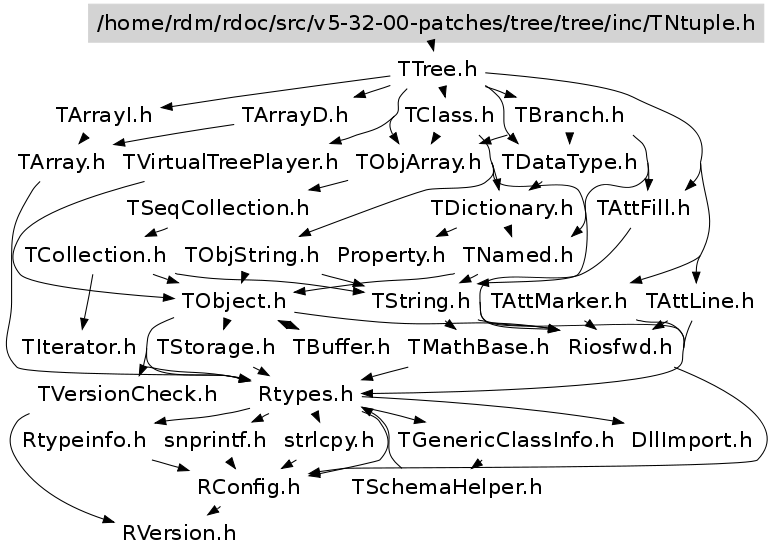 /home/rdm/rdoc/src/v5-32-00-patches/tree/tree/inc/TNtuple.h
TTree.h
TArrayI.h TArrayD.h TClass.h TBranch.h
TArray.h TVirtualTreePlayer.h TObjArray.h TDataType.h
TSeqCollection.h TDictionary.h TAttFill.h
TCollection.h TObjString.h Property.h TNamed.h
TObject.h TString.h TAttMarker.h TAttLine.h
TIterator.h TStorage.h TBuffer.h TMathBase.h Riosfwd.h
TVersionCheck.h Rtypes.h
Rtypeinfo.h snprintf.h strlcpy.h TGenericClassInfo.h DllImport.h
RConfig.h TSchemaHelper.h
RVersion.h